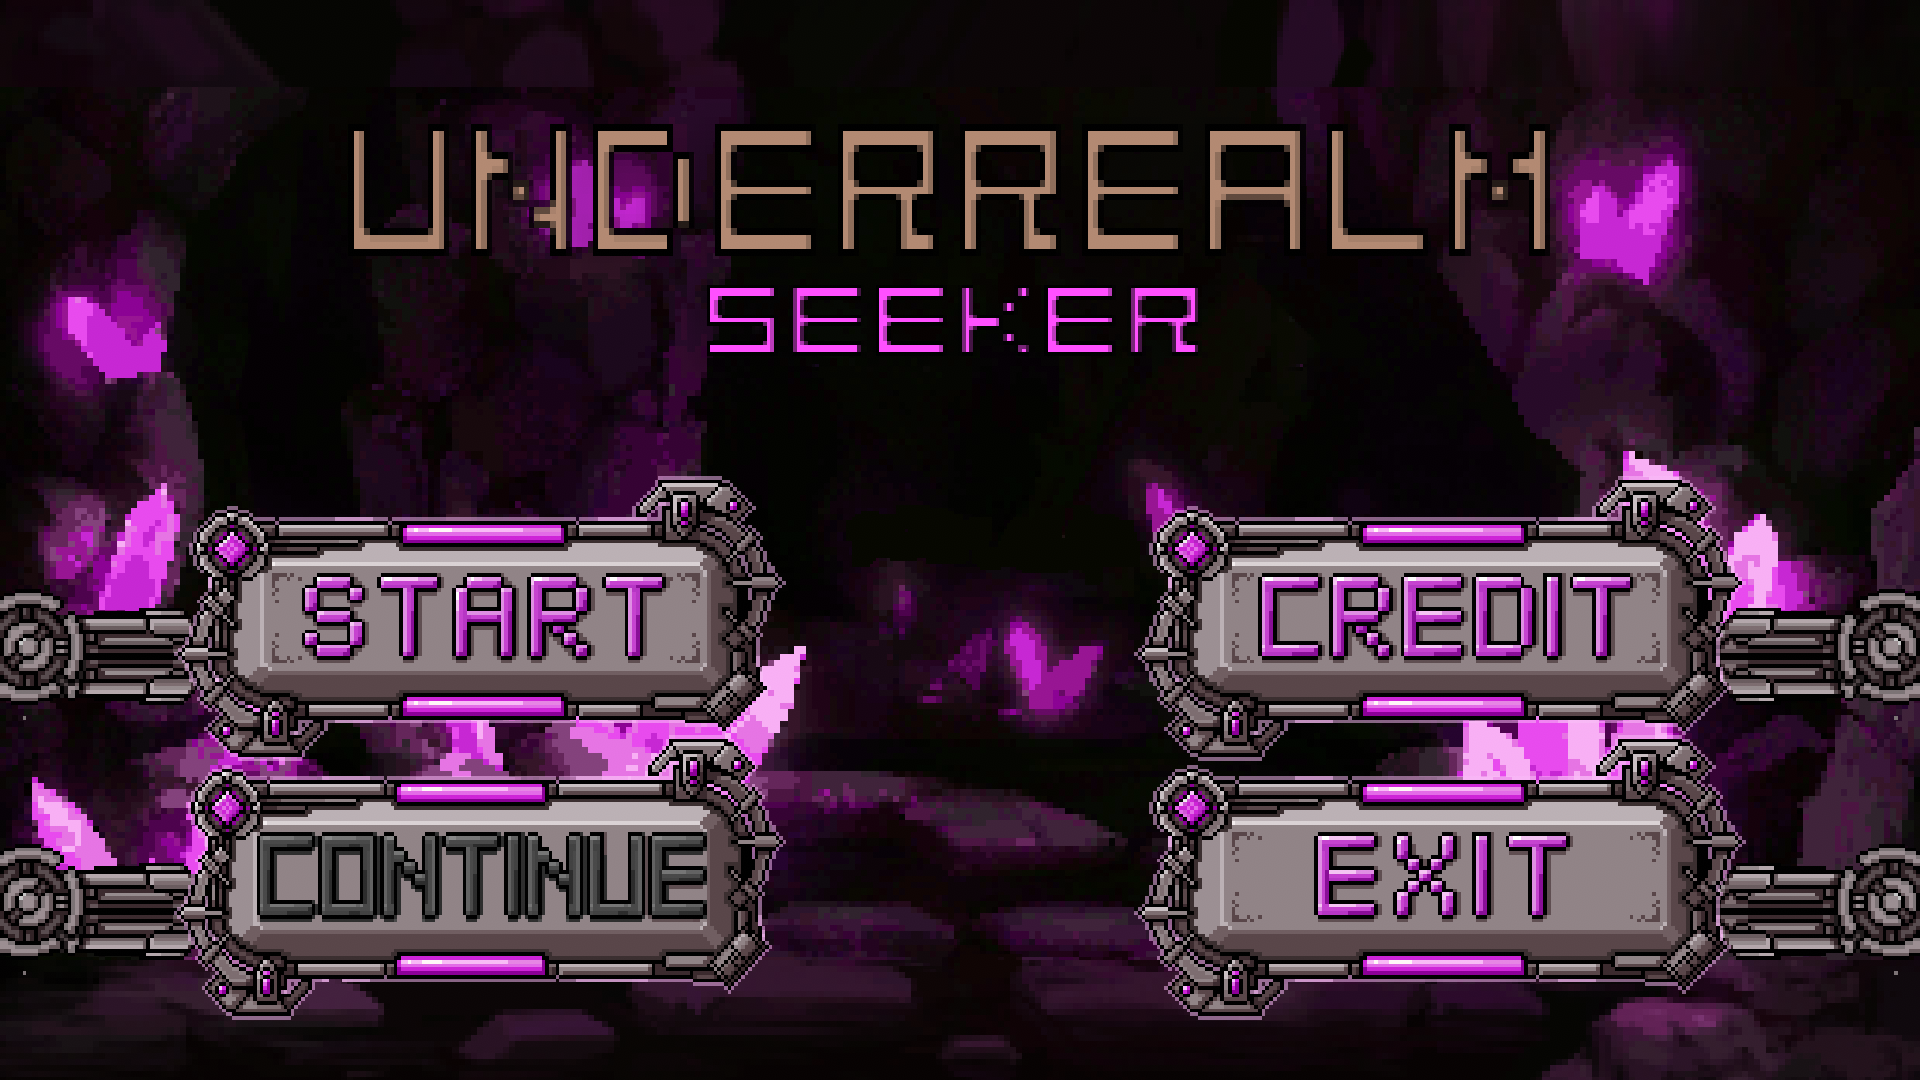 UNDERREALM
SEEKER
START
CREDIT
CONTINUE
EXIT